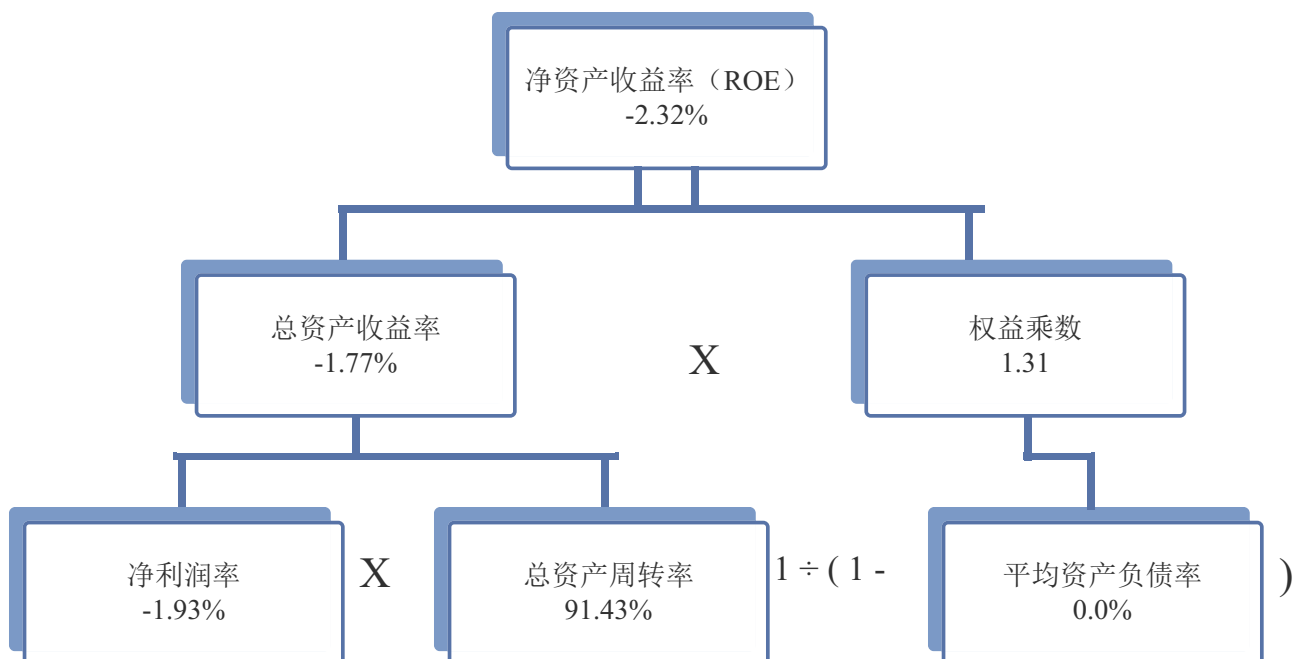 净资产收益率（ROE）
-2.32%
总资产收益率
-1.77%
X
权益乘数
1.31
净利润率
-1.93%
X
总资产周转率
91.43%
1 ÷ ( 1 -
平均资产负债率
0.0%
)